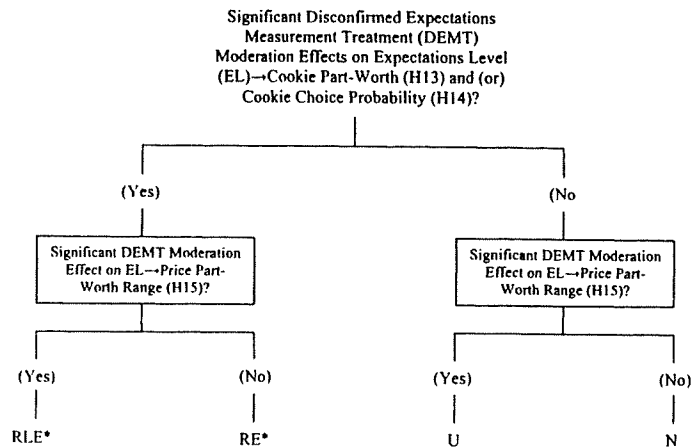 Significant Disconfirmed Expectations
Measurement Treatment (DEMT)
Moderation Effects on Expectations Level
(EL)→Cookie Part-Worth (H13) and (or)
Cookie Choice Probability (H14)?
(Yes)
(No
Significant DEMT Moderation
Effect on EL→Price Part-
Worth Range (H15)?
Significant DEMT Moderation
Effect on EL→Price Part-
Worth Range (H15)?
(Yes)
(No)
(Yes)
(No)
RLE*
RE*
U
N